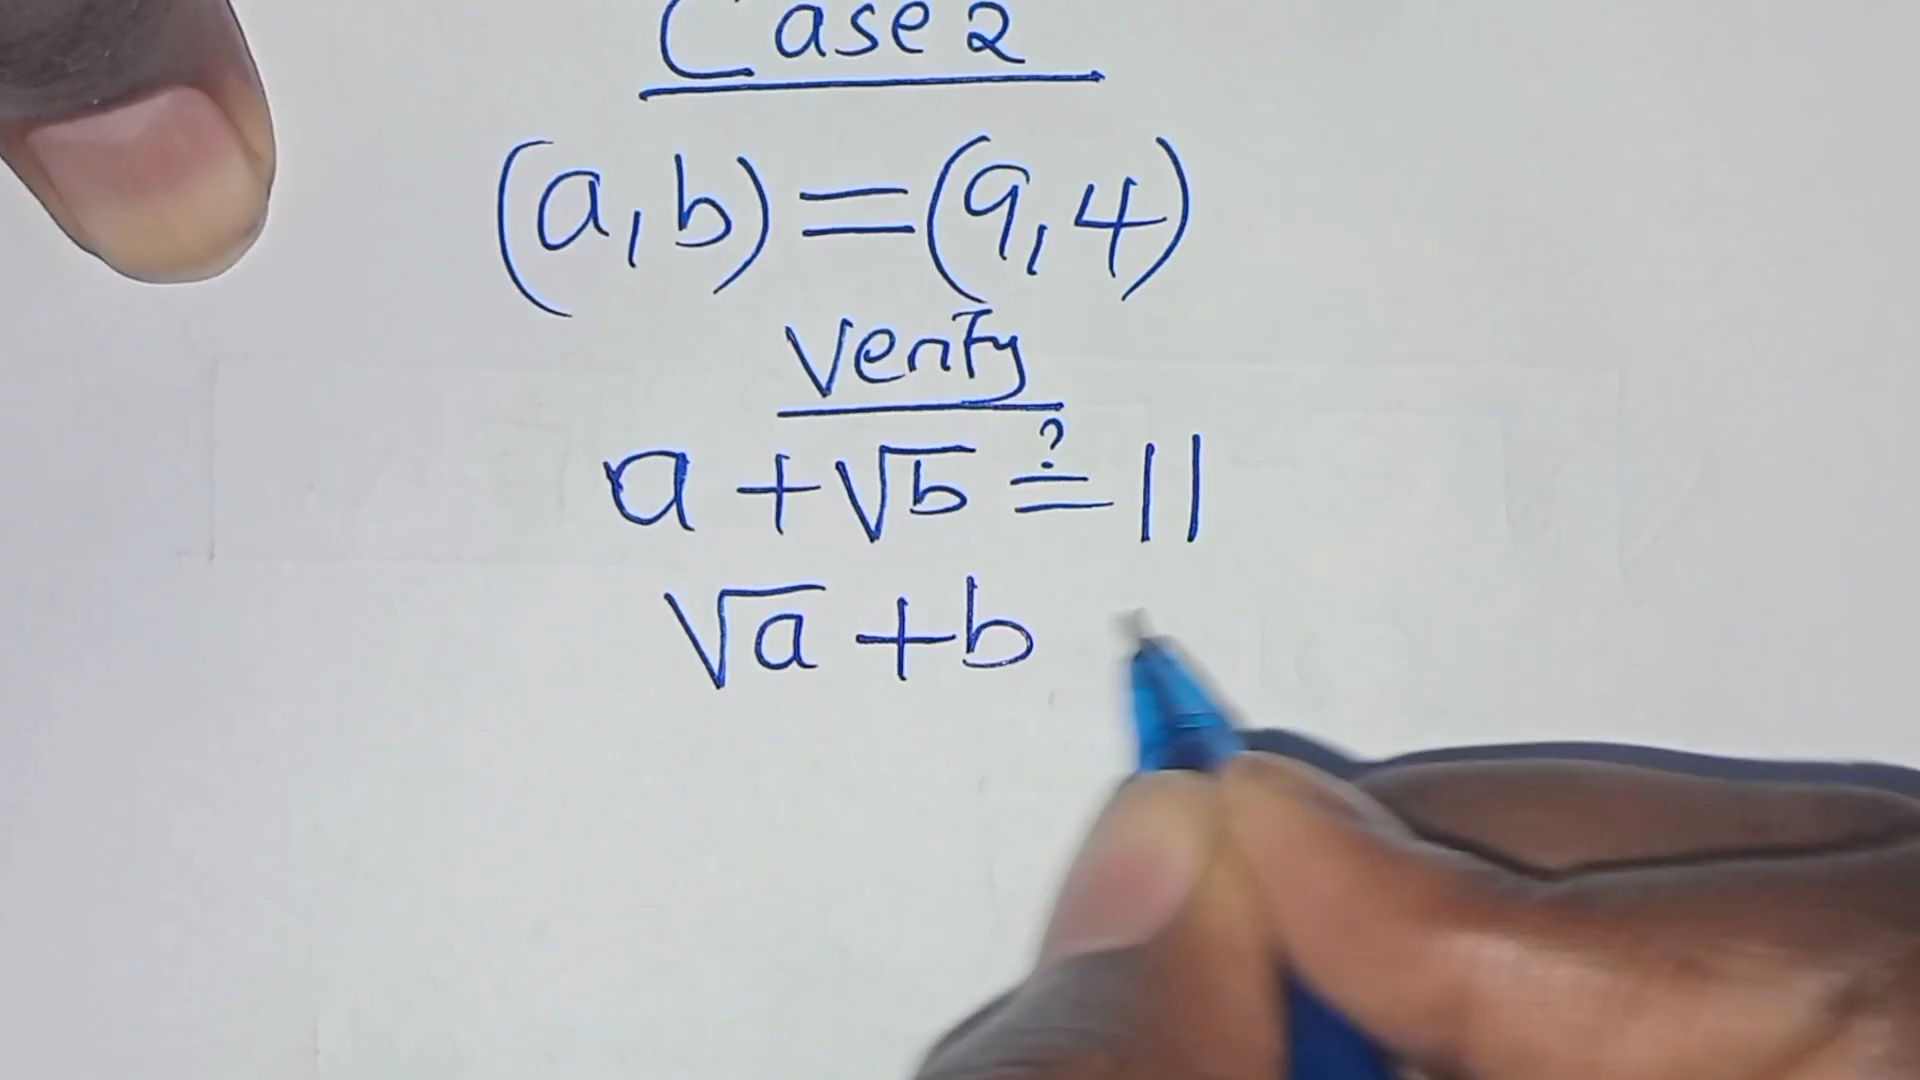 Case 2
(a, b) = (9, 4)
Verify
a + √b ≟ 11
√a + b